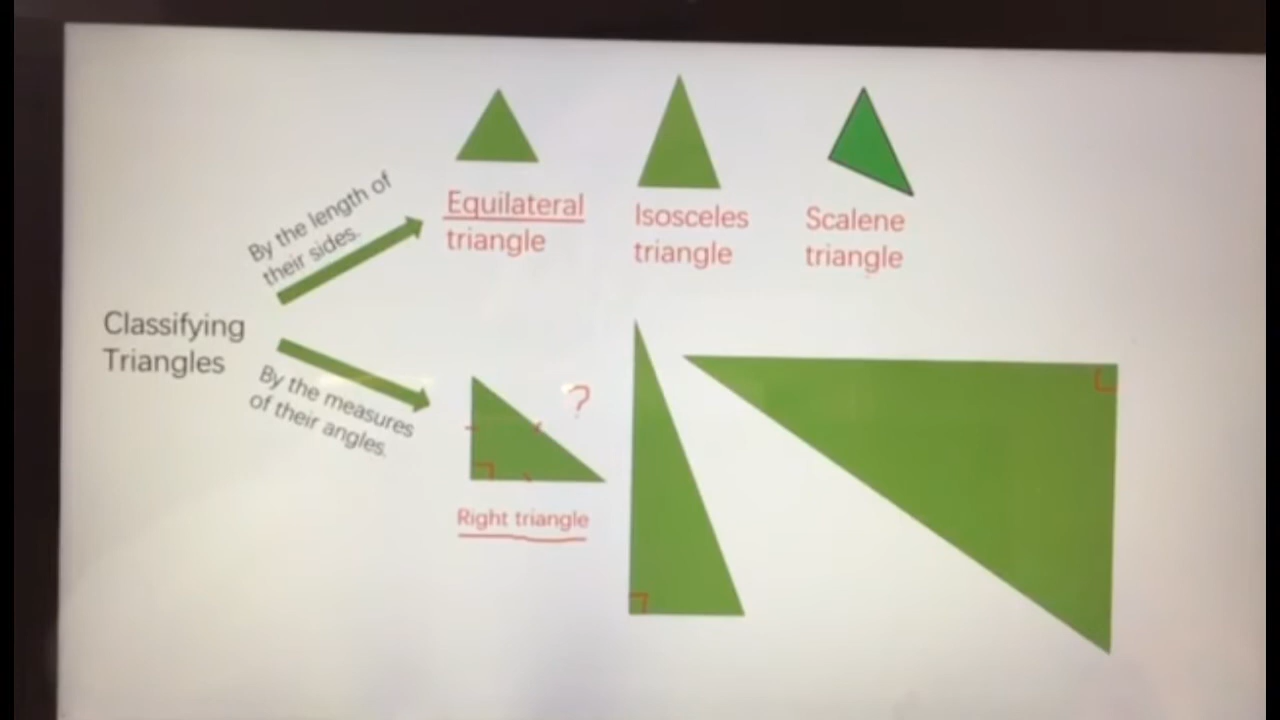 By the length of
their sides.
Equilateral
triangle
Isosceles
triangle
Scalene
triangle
Classifying
Triangles
By the measures
of their angles.
?
Right triangle